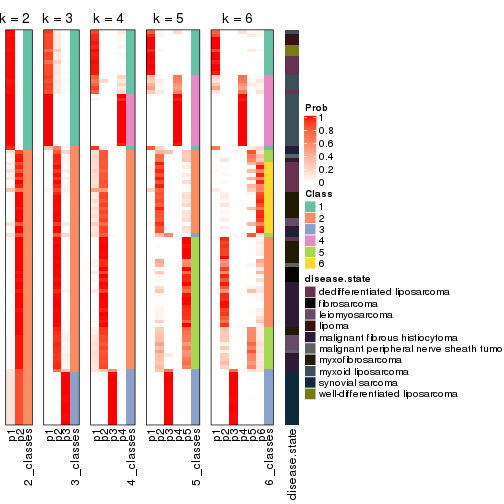 k = 2
k = 3
k = 4
k = 5
k = 6
Prob
1
0.8
0.6
0.4
0.2
0
Class
1
2
3
4
5
6
disease.state
dedifferentiated liposarcoma
fibrosarcoma
leiomyosarcoma
lipoma
malignant fibrous histiocytoma
malignant peripheral nerve sheath tumo
myxofibrosarcoma
myxoid liposarcoma
synovial sarcoma
well-differentiated liposarcoma
p1
p2
2_classes
p1
p2
p3
3_classes
p1
p2
p3
p4
4_classes
p1
p2
p3
p4
p5
5_classes
p1
p2
p3
p4
p5
p6
6_classes
disease.state